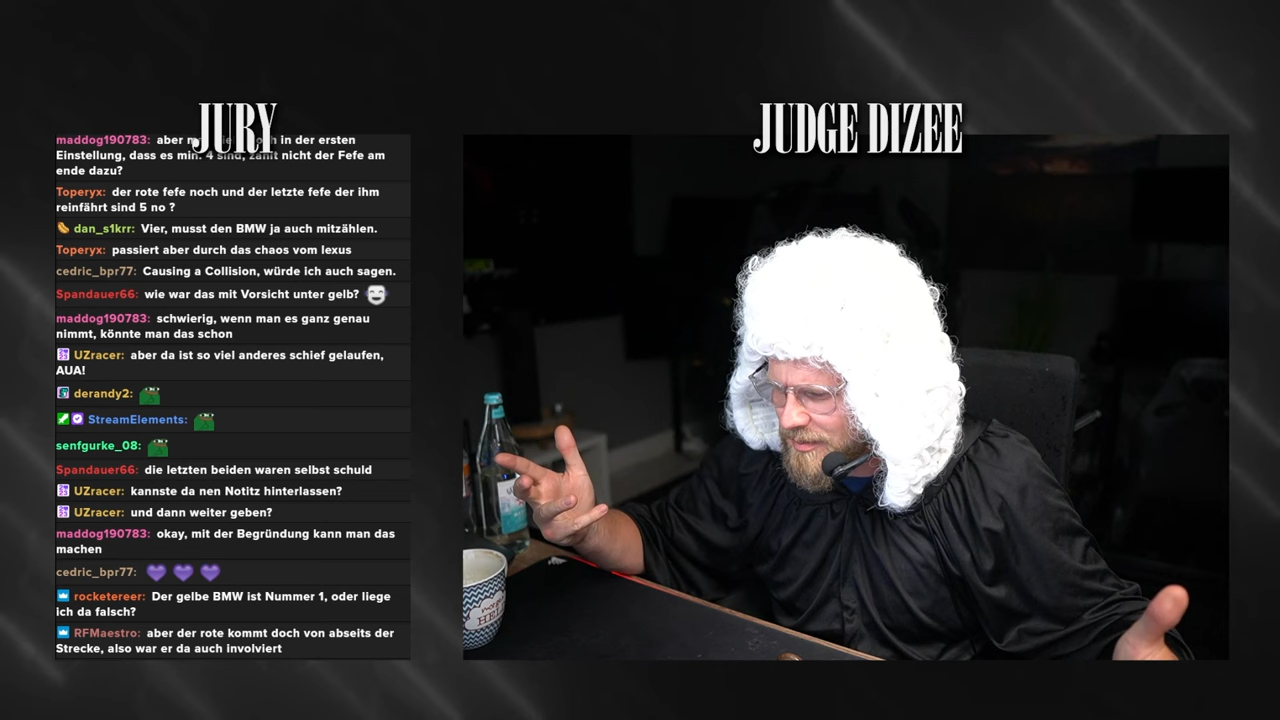 JURY
JUDGE DIZEE
maddog190783: aber in der ersten
Einstellung, dass es min. 4 sind, zählt nicht der Fefe am
ende dazu?
Toperyx: der rote fefe noch und der letzte fefe der ihm
reinfährt sind 5 no ?
dan_s1krr: Vier, musst den BMW ja auch mitzählen.
Toperyx: passiert aber durch das chaos vom lexus
cedric_bpr77: Causing a Collision, würde ich auch sagen.
Spandauer66: wie war das mit Vorsicht unter gelb?
maddog190783: schwierig, wenn man es ganz genau
nimmt, könnte man das schon
UZracer: aber da ist so viel anderes schief gelaufen,
AUA!
derandy2:
StreamElements:
senfgurke_08:
Spandauer66: die letzten beiden waren selbst schuld
UZracer: kannste da nen Notitz hinterlassen?
UZracer: und dann weiter geben?
maddog190783: okay, mit der Begründung kann man das
machen
cedric_bpr77:
rocketereer: Der gelbe BMW ist Nummer 1, oder liege
ich da falsch?
RFMaestro: aber der rote kommt doch von abseits der
Strecke, also war er da auch involviert